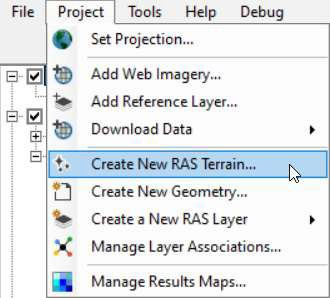 File Project Tools Help Debug
Set Projection...
Add Web Imagery...
Add Reference Layer...
Download Data
Create New RAS Terrain...
Create New Geometry...
Create a New RAS Layer
Manage Layer Associations...
Manage Results Maps...